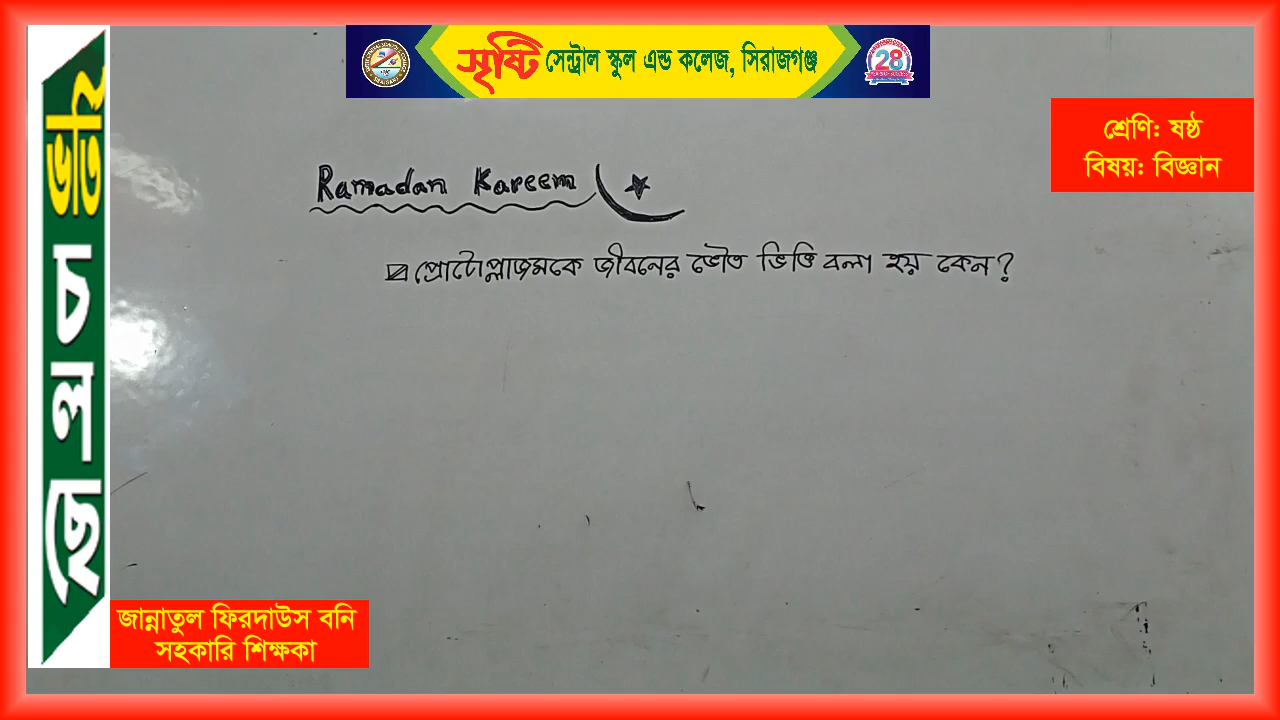 সৃষ্টি সেন্ট্রাল স্কুল এন্ড কলেজ, সিরাজগঞ্জ
28
শ্রেণি: ষষ্ঠ
বিষয়: বিজ্ঞান
ভর্তি চলছে
Ramadan Kareem
প্রোটোপ্লাজমকে জীবনের ভৌত ভিত্তি বলা হয় কেন?
জান্নাতুল ফিরদাউস বনি
সহকারি শিক্ষকা